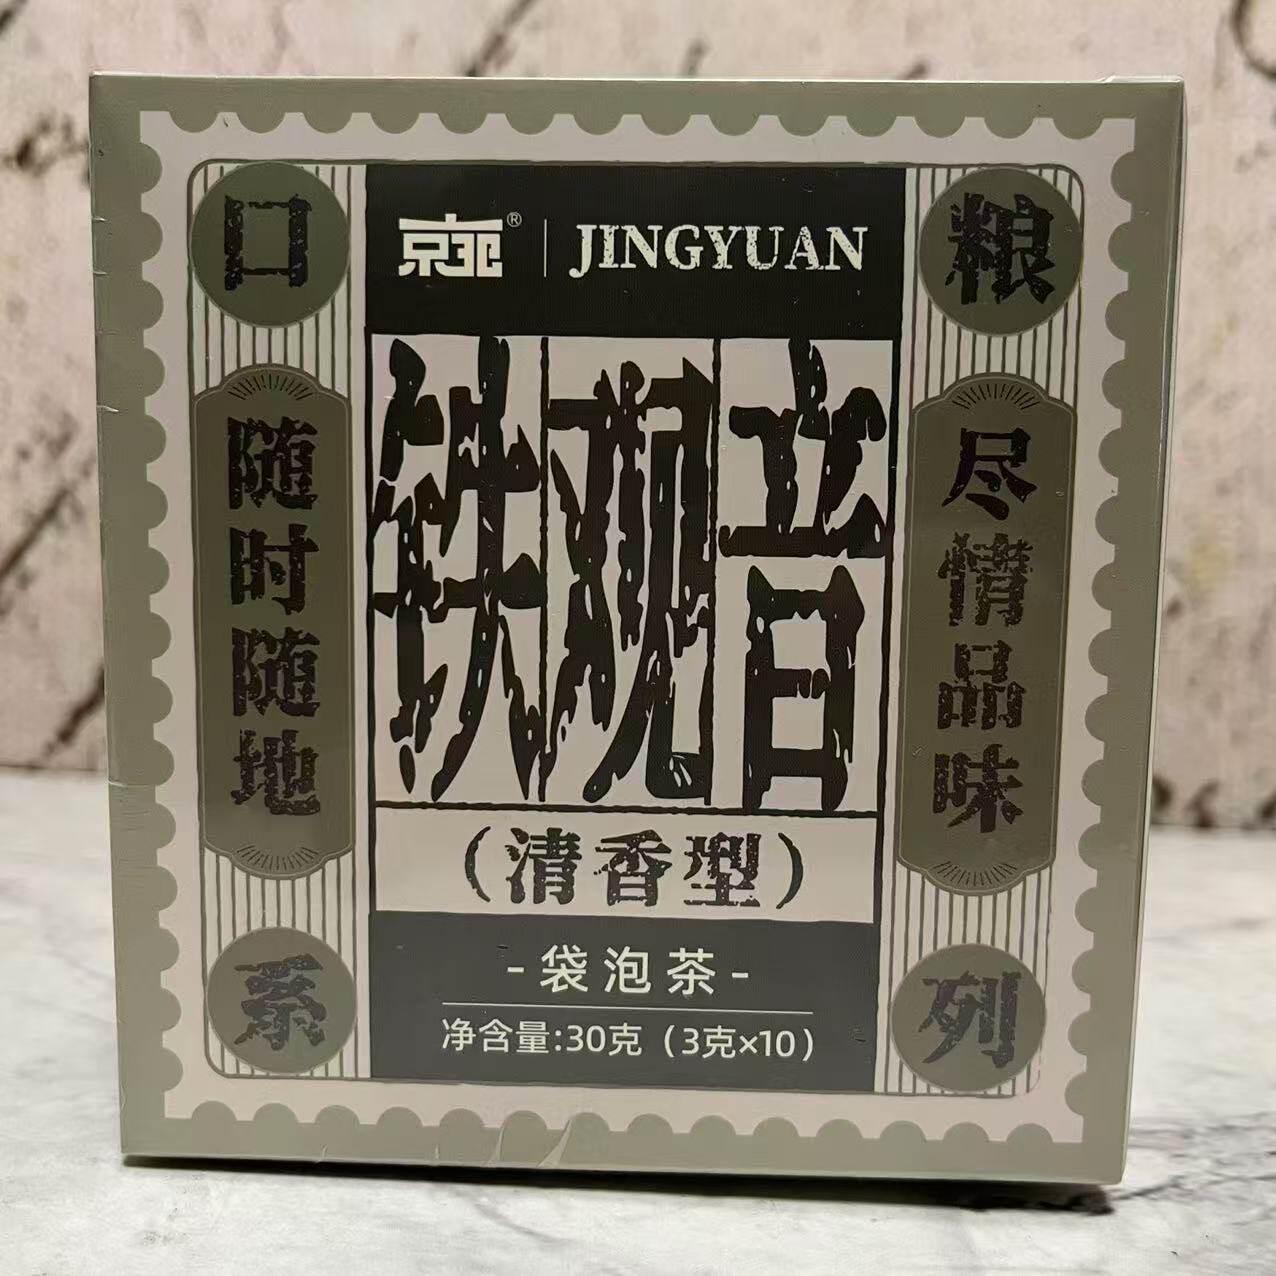 口粮
京苑® JINGYUAN
随时随地
铁观音
尽情品味
（清香型）
系列
-袋泡茶-
净含量:30克（3克×10）